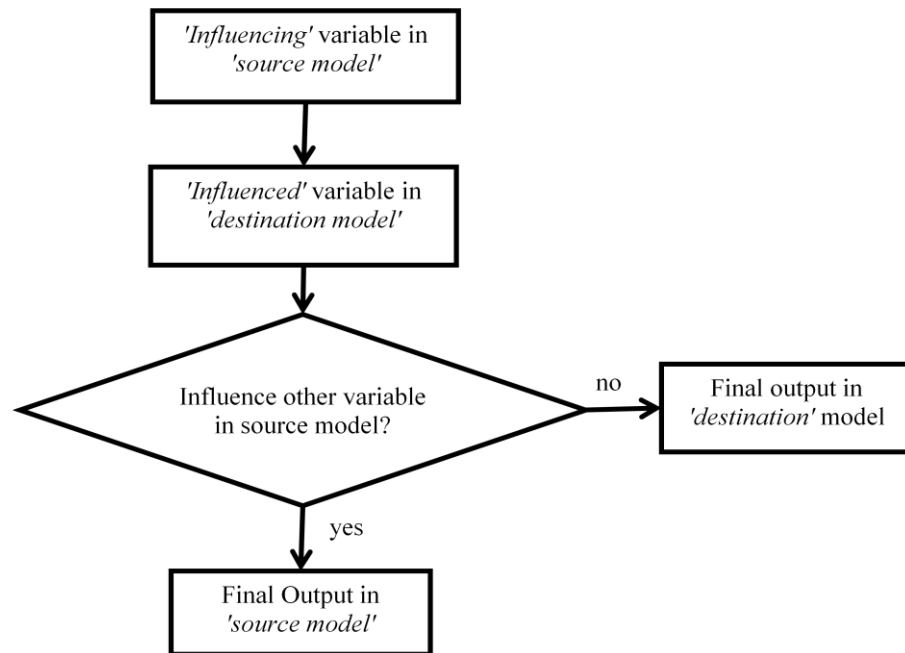 'Influencing' variable in
'source model'
'Influenced' variable in
'destination model'
Influence other variable
in source model?
no
Final output in
'destination' model
yes
Final Output in
'source model'